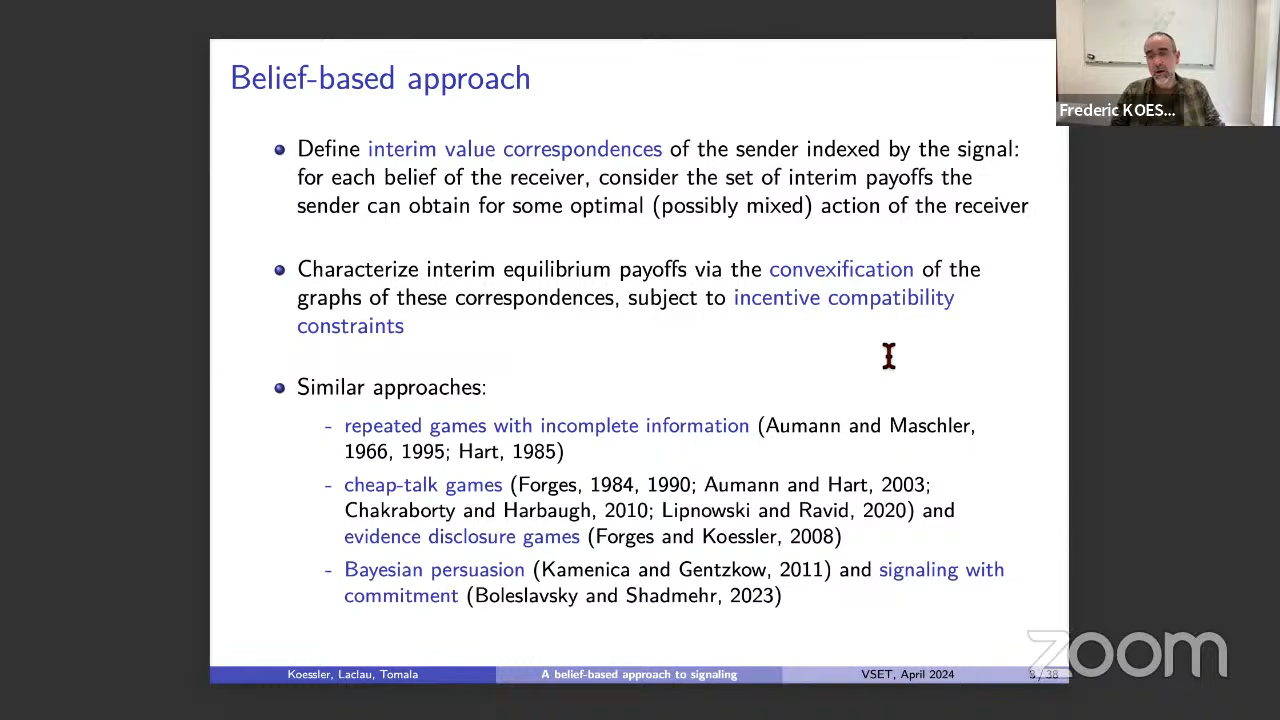 Belief-based approach
Define interim value correspondences of the sender indexed by the signal:
for each belief of the receiver, consider the set of interim payoffs the
sender can obtain for some optimal (possibly mixed) action of the receiver
Characterize interim equilibrium payoffs via the convexification of the
graphs of these correspondences, subject to incentive compatibility
constraints
Similar approaches:
- repeated games with incomplete information (Aumann and Maschler,
1966, 1995; Hart, 1985)
- cheap-talk games (Forges, 1984, 1990; Aumann and Hart, 2003;
Chakraborty and Harbaugh, 2010; Lipnowski and Ravid, 2020) and
evidence disclosure games (Forges and Koessler, 2008)
- Bayesian persuasion (Kamenica and Gentzkow, 2011) and signaling with
commitment (Boleslavsky and Shadmehr, 2023)
Koessler, Laclau, Tomala
A belief-based approach to signaling
VSET, April 2024
/ 38
Frederic KOES...
zoom